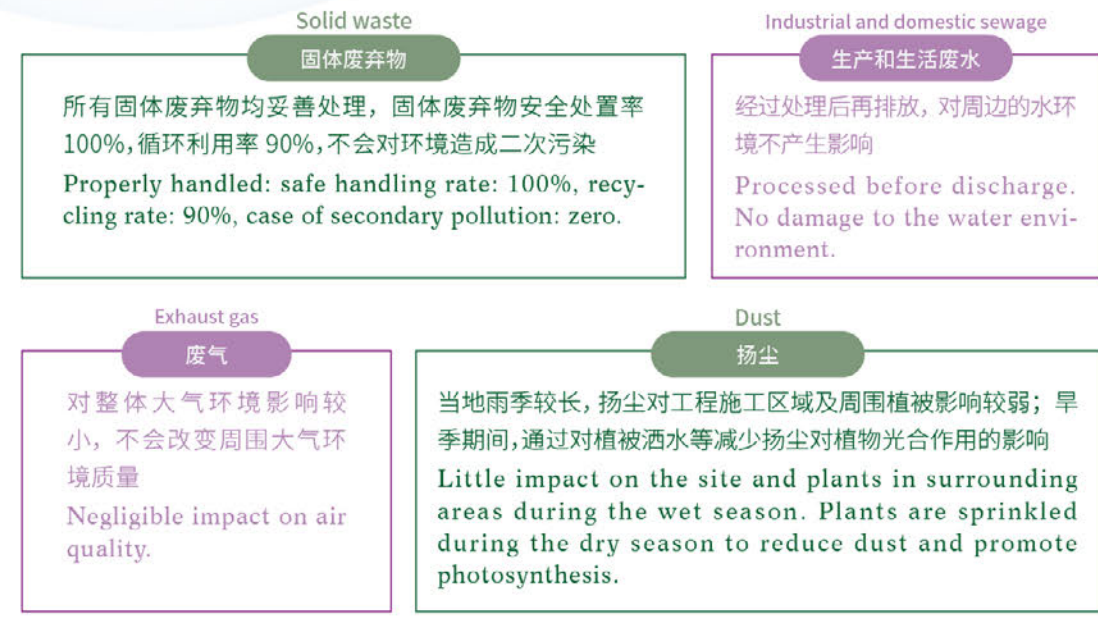 Solid waste
固体废弃物
所有固体废弃物均妥善处理，固体废弃物安全处置率
100%，循环利用率 90%，不会对环境造成二次污染
Properly handled: safe handling rate: 100%, recy-
cling rate: 90%, case of secondary pollution: zero.
Industrial and domestic sewage
生产和生活废水
经过处理后再排放，对周边的水环
境不产生影响
Processed before discharge.
No damage to the water envi-
ronment.
Exhaust gas
废气
对整体大气环境影响较
小，不会改变周围大气环
境质量
Negligible impact on air
quality.
Dust
扬尘
当地雨季较长，扬尘对工程施工区域及周围植被影响较弱；旱
季期间，通过对植被洒水等减少扬尘对植物光合作用的影响
Little impact on the site and plants in surrounding
areas during the wet season. Plants are sprinkled
during the dry season to reduce dust and promote
photosynthesis.